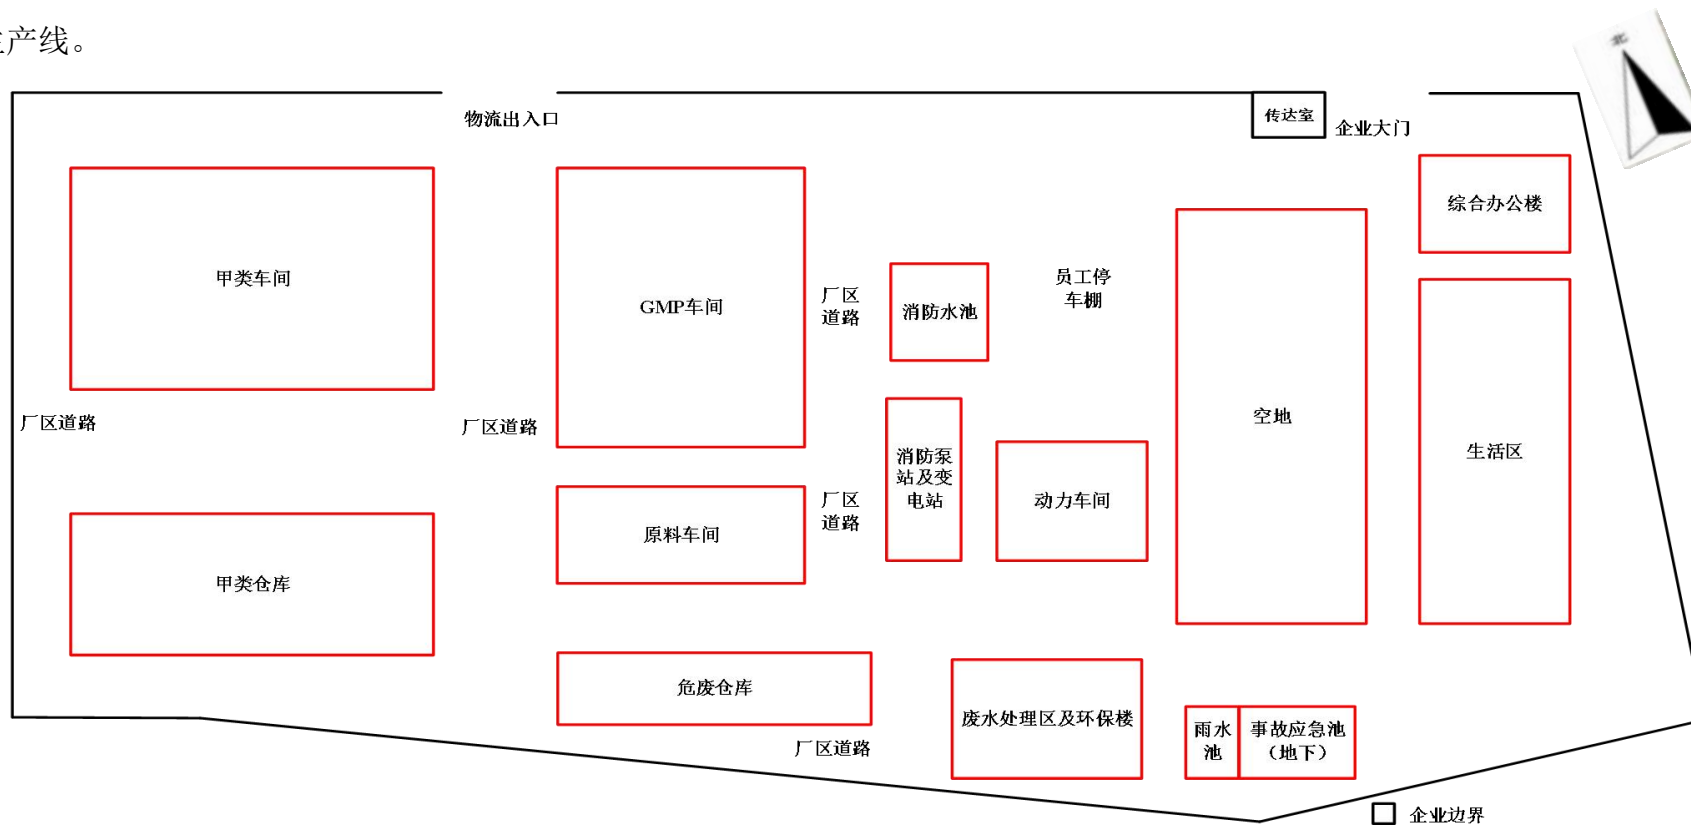 产线。
北
物流出入口
传达室
企业大门
综合办公楼
甲类车间
GMP车间
厂区
道路
消防水池
员工停
车棚
厂区道路
厂区道路
空地
生活区
消防泵
站及变
电站
动力车间
厂区
道路
原料车间
甲类仓库
危废仓库
废水处理区及环保楼
雨水
池
事故应急池
（地下）
厂区道路
企业边界